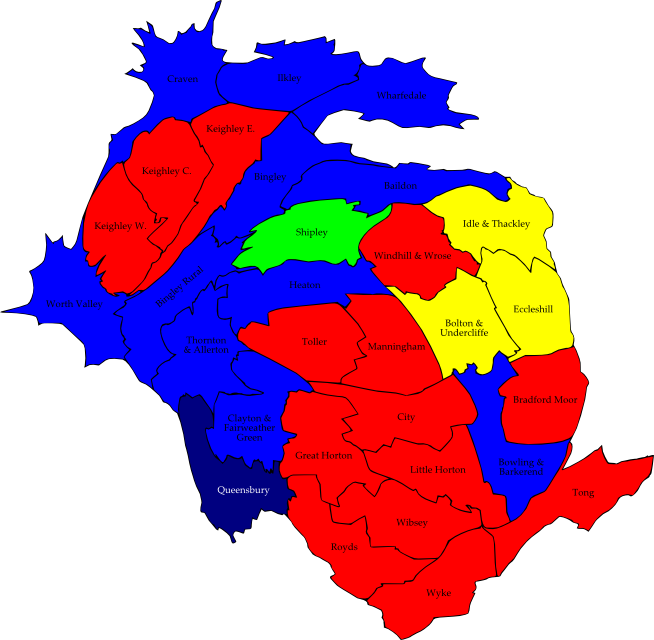 Craven
Ilkley
Wharfedale
Keighley E.
Keighley C.
Bingley
Baildon
Keighley W.
Shipley
Idle & Thackley
Windhill & Wrose
Bingley Rural
Heaton
Worth Valley
Eccleshill
Bolton &
Undercliffe
Thornton
& Allerton
Toller
Manningham
Bradford Moor
City
Clayton &
Fairweather
Green
Great Horton
Little Horton
Bowling &
Barkerend
Queensbury
Tong
Wibsey
Royds
Wyke